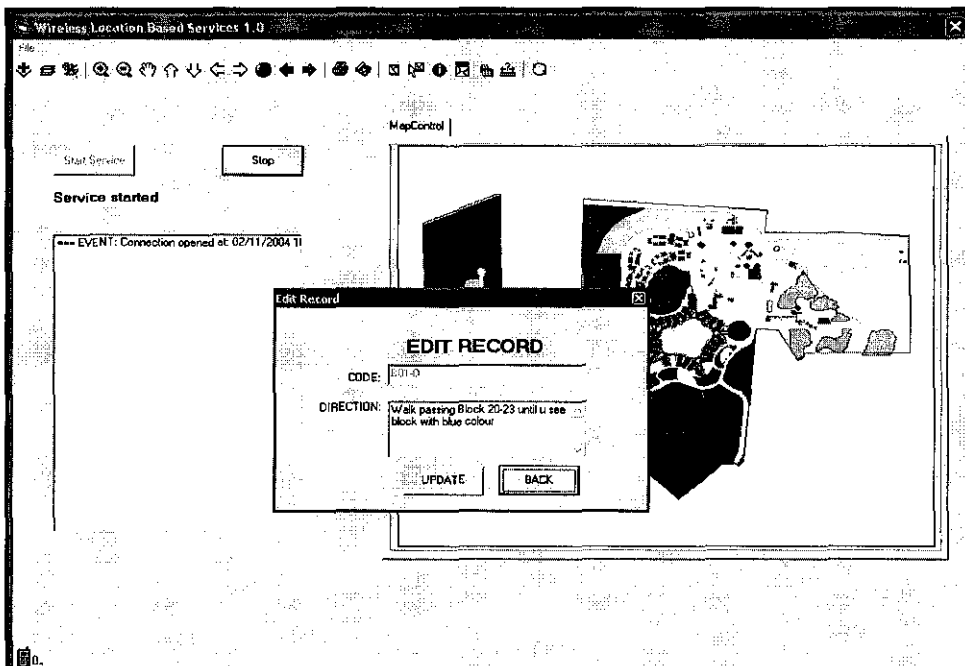 Wireless Location Based Services 1.0
File
MapControl
Start Service
Stop
Service started
--- EVENT: Connection opened at: 02/11/2004 1
Edit Record
EDIT RECORD
CODE:
DIRECTION:
Walk passing Block 20-23 until u see
block with blue colour
UPDATE
BACK